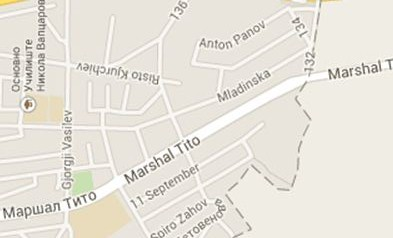 136
134
Anton Panov
132
Основно
Училиште
Никола Вапцаров
Risto Kjurchiev
Mladinska
Marshal T
Gjorgji Vasilev
Marshal Tito
11 September
Маршал Тито
Spiro Zahov